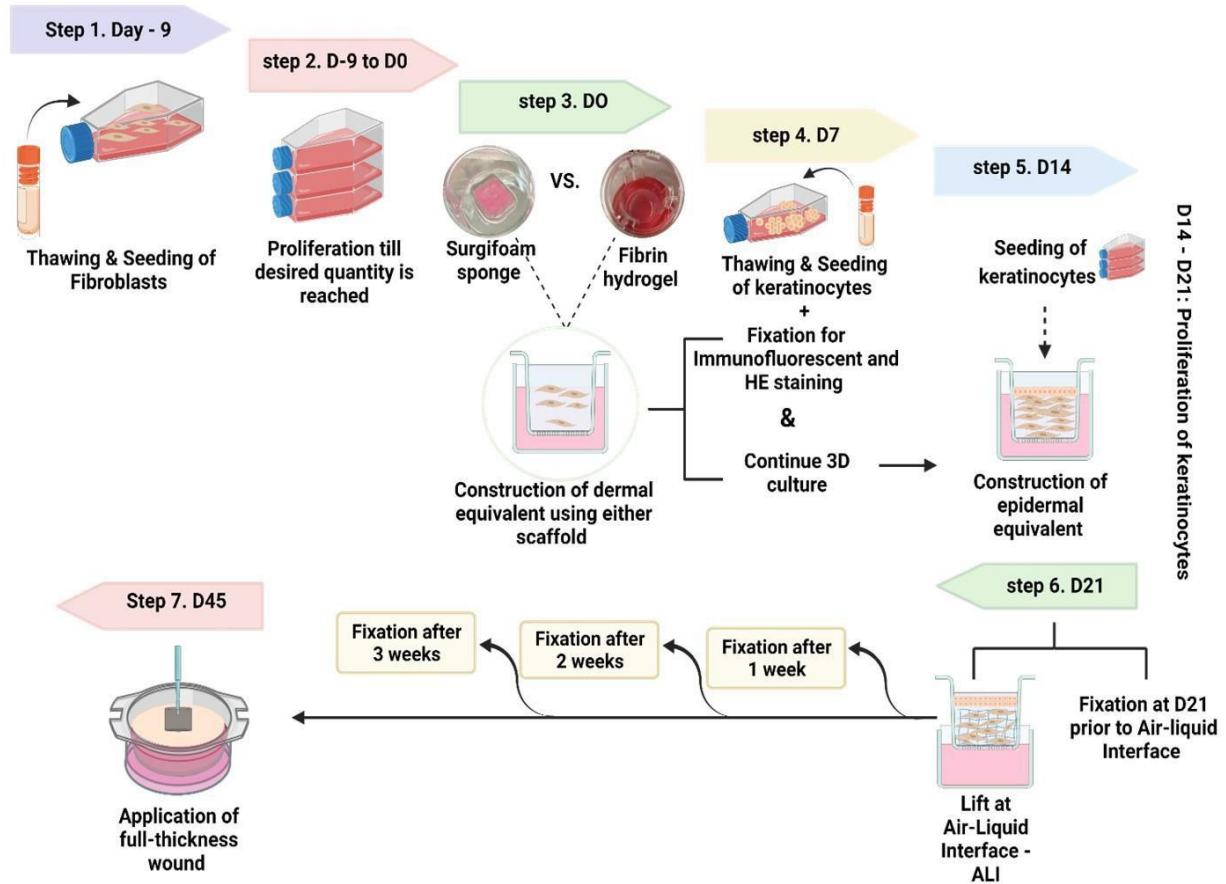 Step 1. Day - 9
Thawing & Seeding of
Fibroblasts
step 2. D-9 to D0
Proliferation till
desired quantity is
reached
step 3. DO
VS.
Surgifoam
sponge
Fibrin
hydrogel
Construction of dermal
equivalent using either
scaffold
step 4. D7
Thawing & Seeding
of keratinocytes
+
Fixation for
Immunofluorescent and
HE staining
&
Continue 3D
culture
step 5. D14
Seeding of
keratinocytes
Construction of
epidermal
equivalent
D14 - D21: Proliferation of keratinocytes
step 6. D21
Fixation at D21
prior to Air-liquid
Interface
Lift at
Air-Liquid
Interface -
ALI
Fixation after
1 week
Fixation after
2 weeks
Fixation after
3 weeks
Step 7. D45
Application of
full-thickness
wound